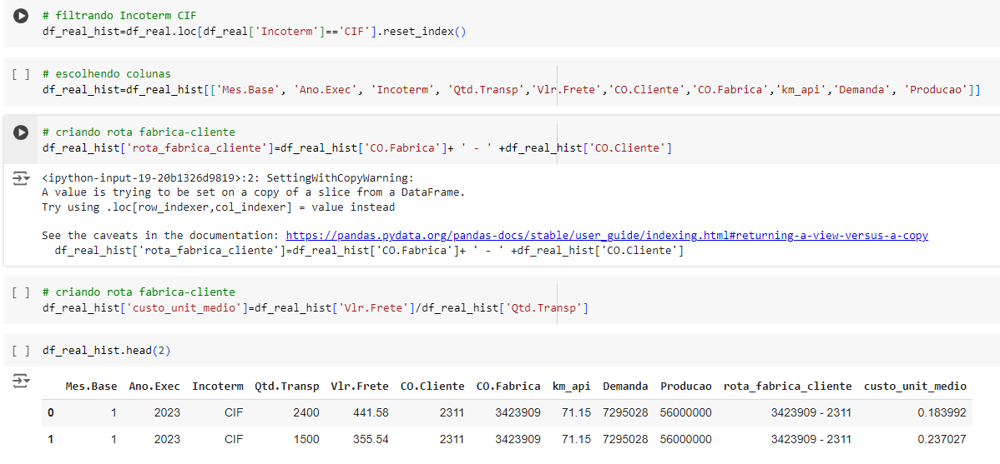 # filtrando Incoterm CIF
df_real_hist=df_real.loc[df_real['Incoterm']=='CIF'].reset_index()
[ ] # escolhendo colunas
df_real_hist=df_real_hist[['Mes.Base', 'Ano.Exec', 'Incoterm', 'Qtd.Transp','Vlr.Frete','CO.Cliente','CO.Fabrica','km_api','Demanda', 'Producao']]
# criando rota fabrica-cliente
df_real_hist['rota_fabrica_cliente']=df_real_hist['CO.Fabrica']+ ' - ' +df_real_hist['CO.Cliente']
<ipython-input-19-20b1326d9819>:2: SettingWithCopyWarning:
A value is trying to be set on a copy of a slice from a DataFrame.
Try using .loc[row_indexer,col_indexer] = value instead
See the caveats in the documentation: https://pandas.pydata.org/pandas-docs/stable/user_guide/indexing.html#returning-a-view-versus-a-copy
df_real_hist['rota_fabrica_cliente']=df_real_hist['CO.Fabrica']+ ' - ' +df_real_hist['CO.Cliente']
[ ] # criando rota fabrica-cliente
df_real_hist['custo_unit_medio']=df_real_hist['Vlr.Frete']/df_real_hist['Qtd.Transp']
[ ] df_real_hist.head(2)
Mes.Base Ano.Exec Incoterm Qtd.Transp Vlr.Frete CO.Cliente CO.Fabrica km_api Demanda Producao rota_fabrica_cliente custo_unit_medio
0 1 2023 CIF 2400 441.58 2311 3423909 71.15 7295028 56000000 3423909 - 2311 0.183992
1 1 2023 CIF 1500 355.54 2311 3423909 71.15 7295028 56000000 3423909 - 2311 0.237027